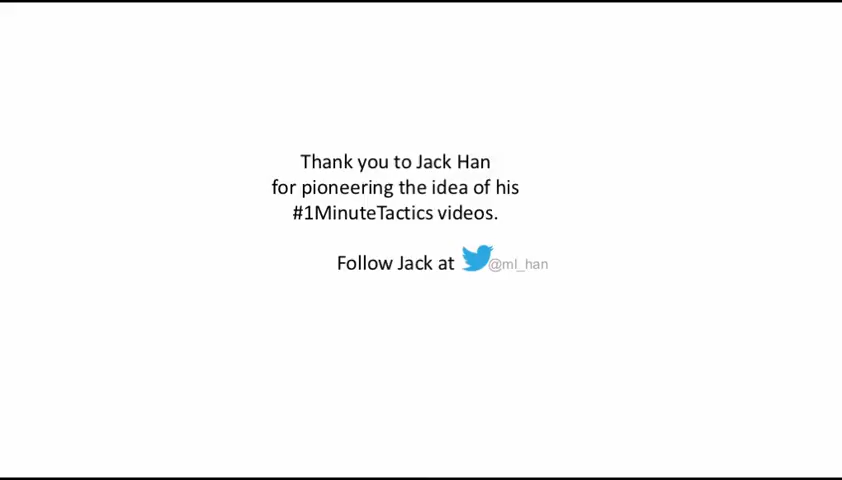 Thank you to Jack Han
for pioneering the idea of his
#1MinuteTactics videos.
Follow Jack at @ml_han